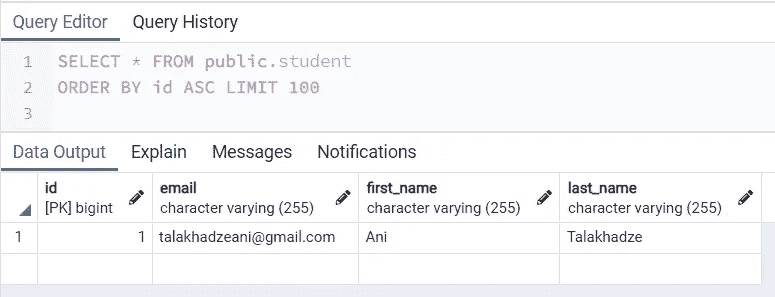 Query Editor Query History
1 SELECT * FROM public.student
2 ORDER BY id ASC LIMIT 100
3
Data Output Explain Messages Notifications
id email first_name last_name
[PK] bigint character varying (255) character varying (255) character varying (255)
1 1 talakhadzeani@gmail.com Ani Talakhadze